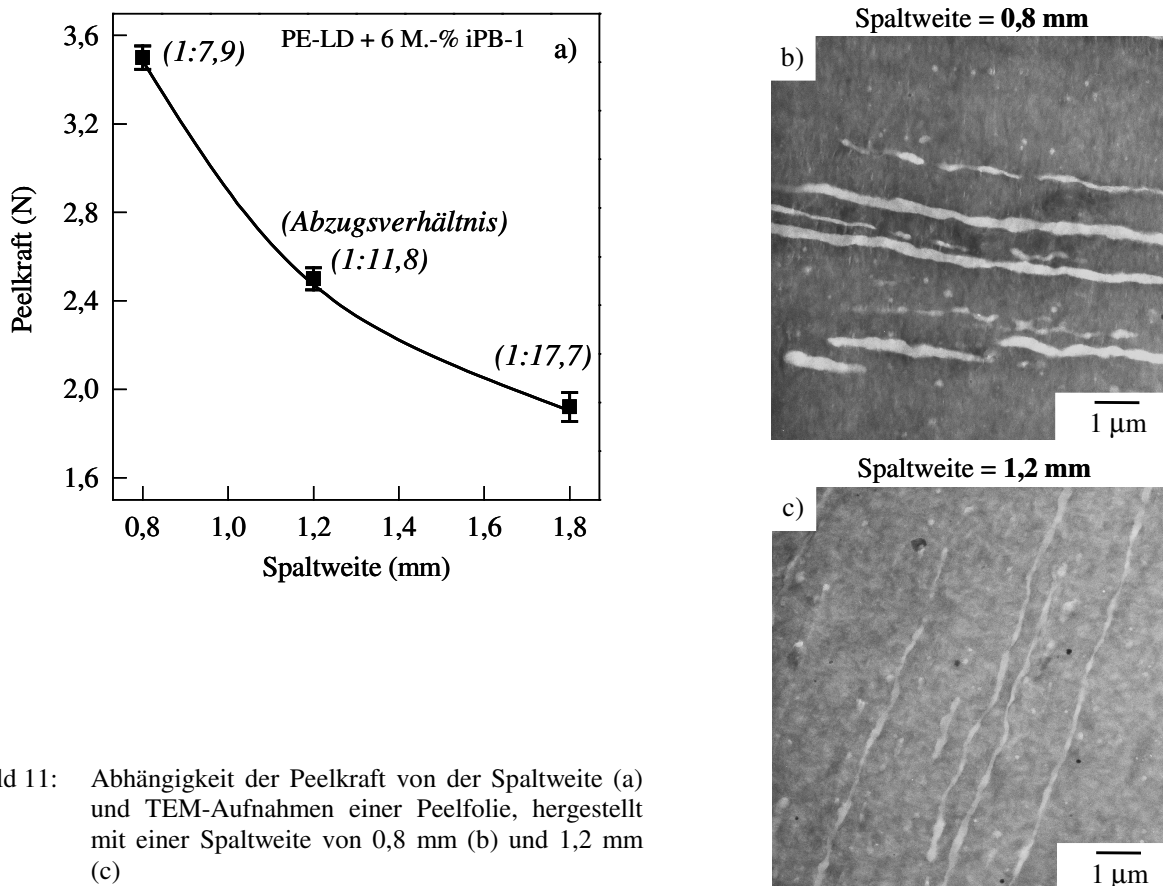 PE-LD + 6 M.-% iPB-1
a)
3,6
3,2
2,8
2,4
2,0
1,6
Peelkraft (N)
(1:7,9)
(Abzugsverhältnis)
(1:11,8)
(1:17,7)
0,8 1,0 1,2 1,4 1,6 1,8
Spaltweite (mm)
Spaltweite = 0,8 mm
b)
1 μm
Spaltweite = 1,2 mm
c)
1 μm
ld 11: Abhängigkeit der Peelkraft von der Spaltweite (a)
und TEM-Aufnahmen einer Peelfolie, hergestellt
mit einer Spaltweite von 0,8 mm (b) und 1,2 mm
(c)